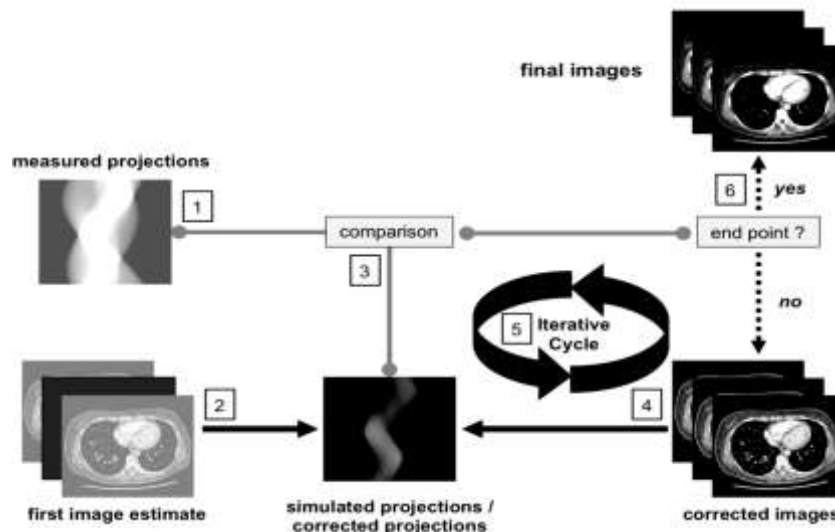 final images
measured projections
6
yes
1
comparison
end point ?
3
no
5
Iterative
Cycle
2
4
simulated projections /
first image estimate
corrected projections
corrected images